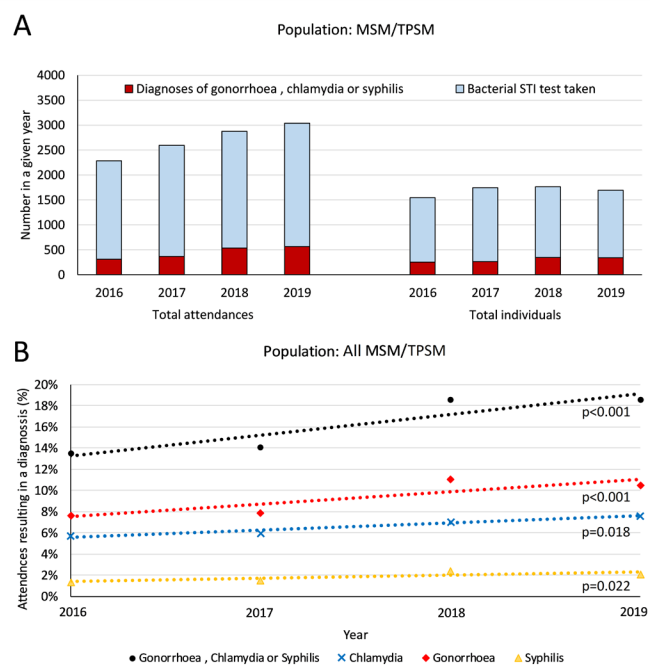 A
Population: MSM/TPSM
Diagnoses of gonorrhoea , chlamydia or syphilis
Bacterial STI test taken
Number in a given year
4000
3500
3000
2500
2000
1500
1000
500
0
2016 2017 2018 2019 2016 2017 2018 2019
Total attendances Total individuals
B
Population: All MSM/TPSM
Attendnces resulting in a diagnosis (%)
20%
18%
16%
14%
12%
10%
8%
6%
4%
2%
0%
p<0.001
p<0.001
p=0.018
p=0.022
2016 2017 2018 2019
Year
Gonorrhoea , Chlamydia or Syphilis Chlamydia Gonorrhoea Syphilis